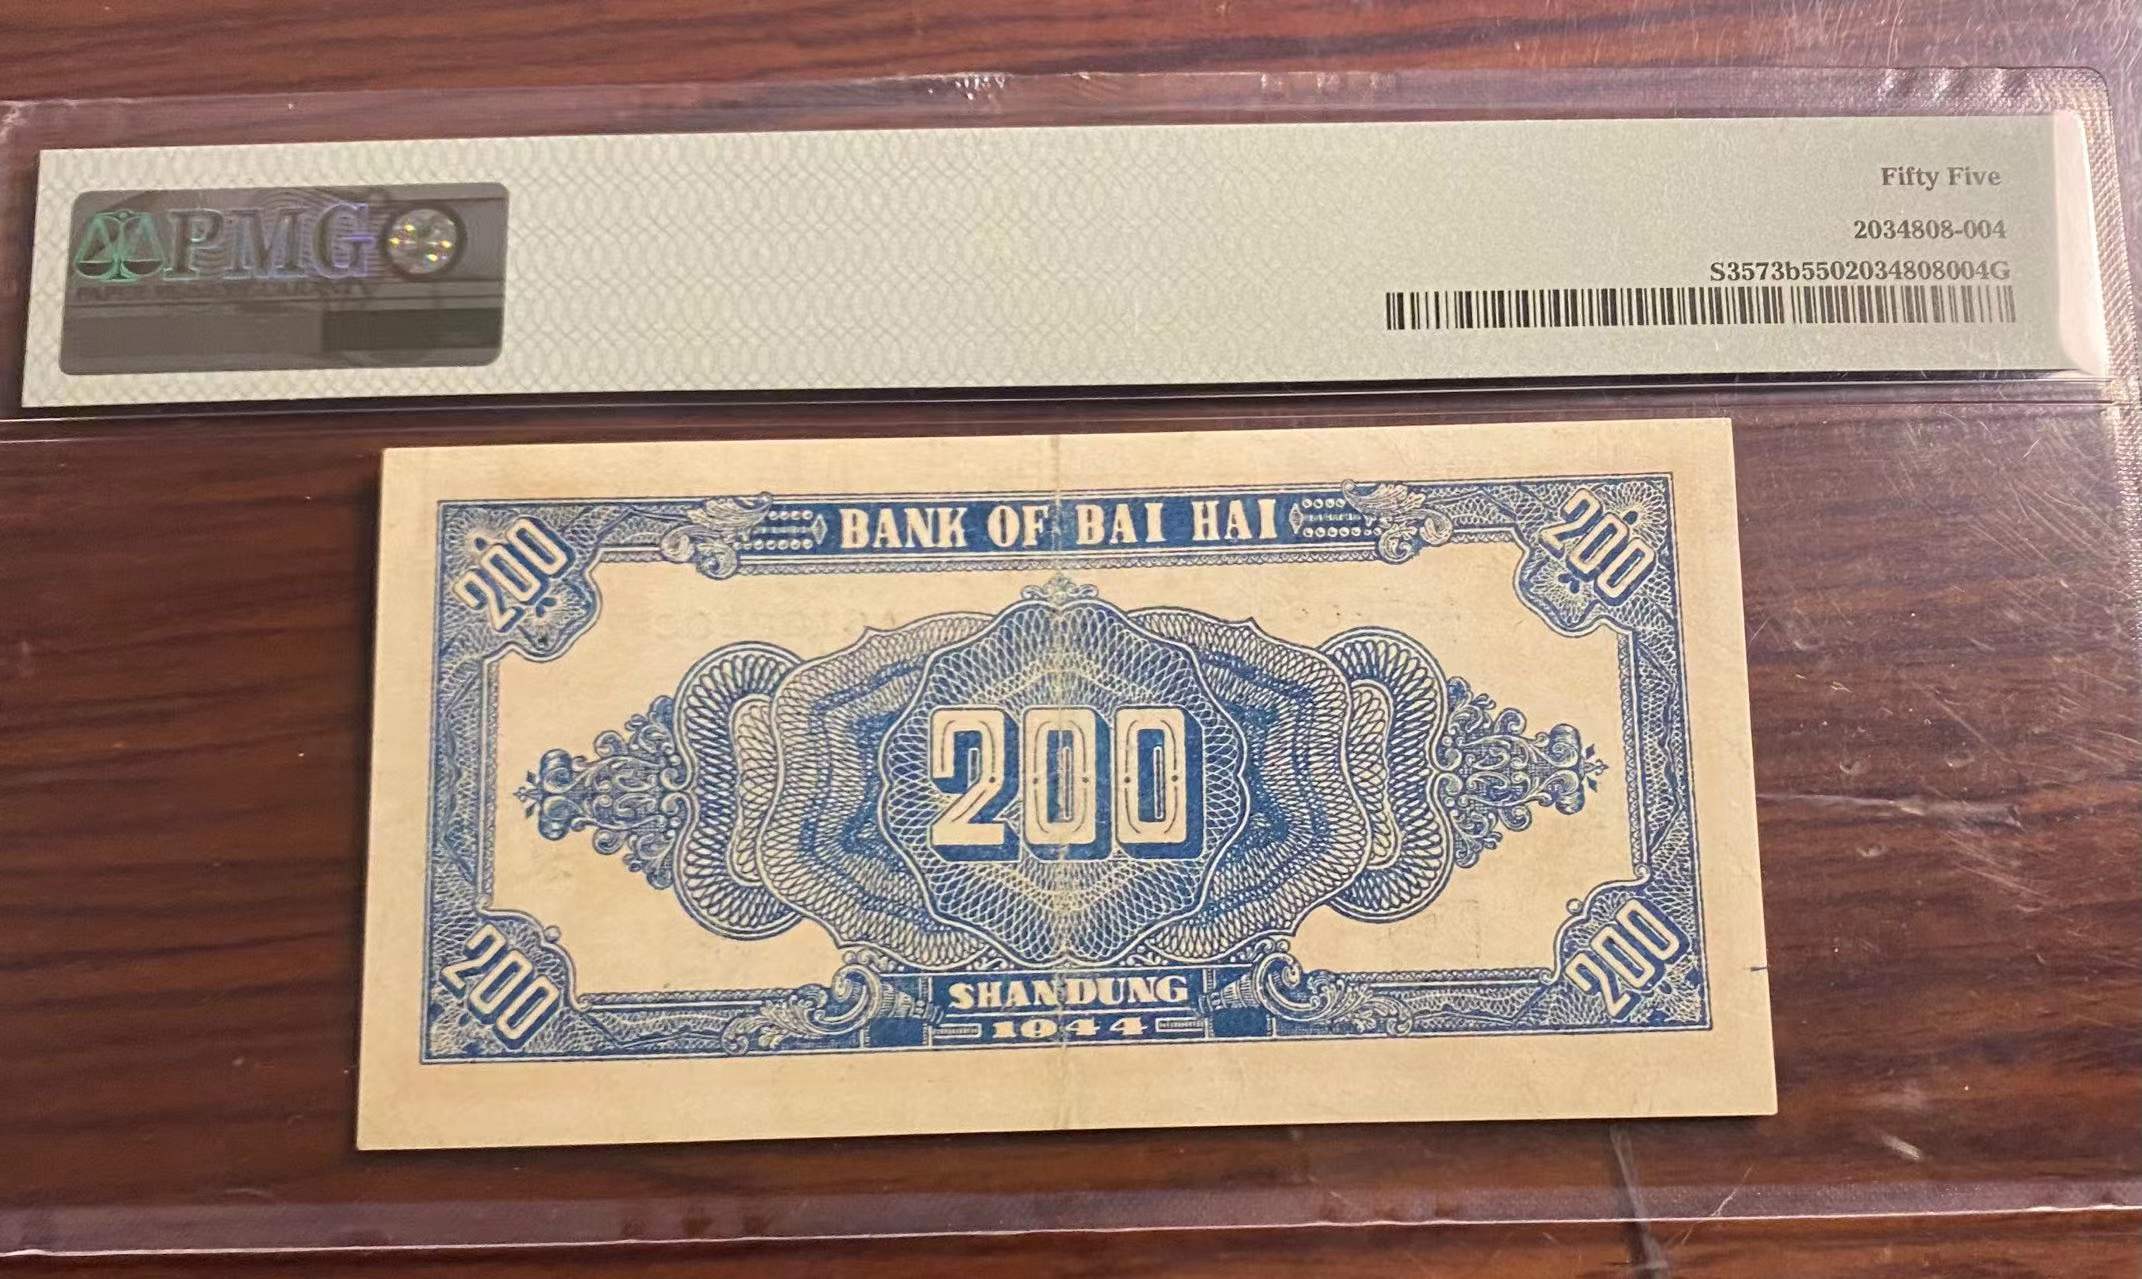 Fifty Five
PMG
2034808-004
S3573b5502034808004G
200 BANK OF BAI HAI 200
200
200 SHANDUNG 200
1944